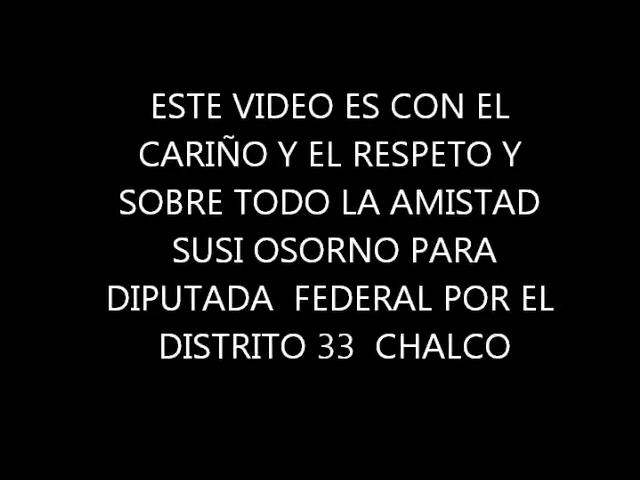 ESTE VIDEO ES CON EL
CARIÑO Y EL RESPETO Y
SOBRE TODO LA AMISTAD
SUSI OSORNO PARA
DIPUTADA  FEDERAL POR EL
DISTRITO 33  CHALCO